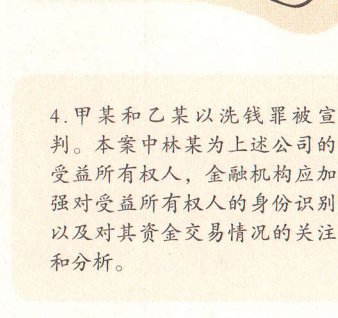 4.甲某和乙某以洗钱罪被宣
判。本案中林某为上述公司的
受益所有权人，金融机构应加
强对受益所有权人的身份识别
以及对其资金交易情况的关注
和分析。